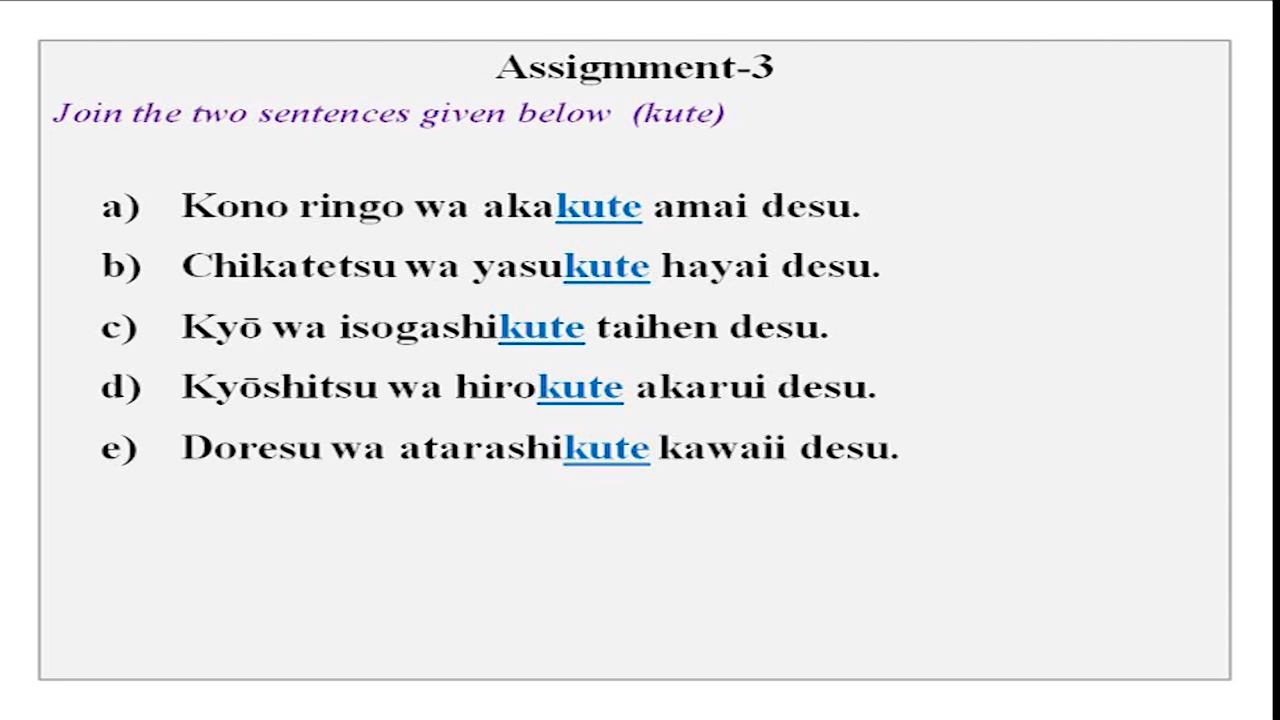 Assigmment-3
Join the two sentences given below (kute)
a) Kono ringo wa akakute amai desu.
b) Chikatetsu wa yasukute hayai desu.
c) Kyō wa isogashikute taihen desu.
d) Kyōshitsu wa hirokute akarui desu.
e) Doresu wa atarashikute kawaii desu.